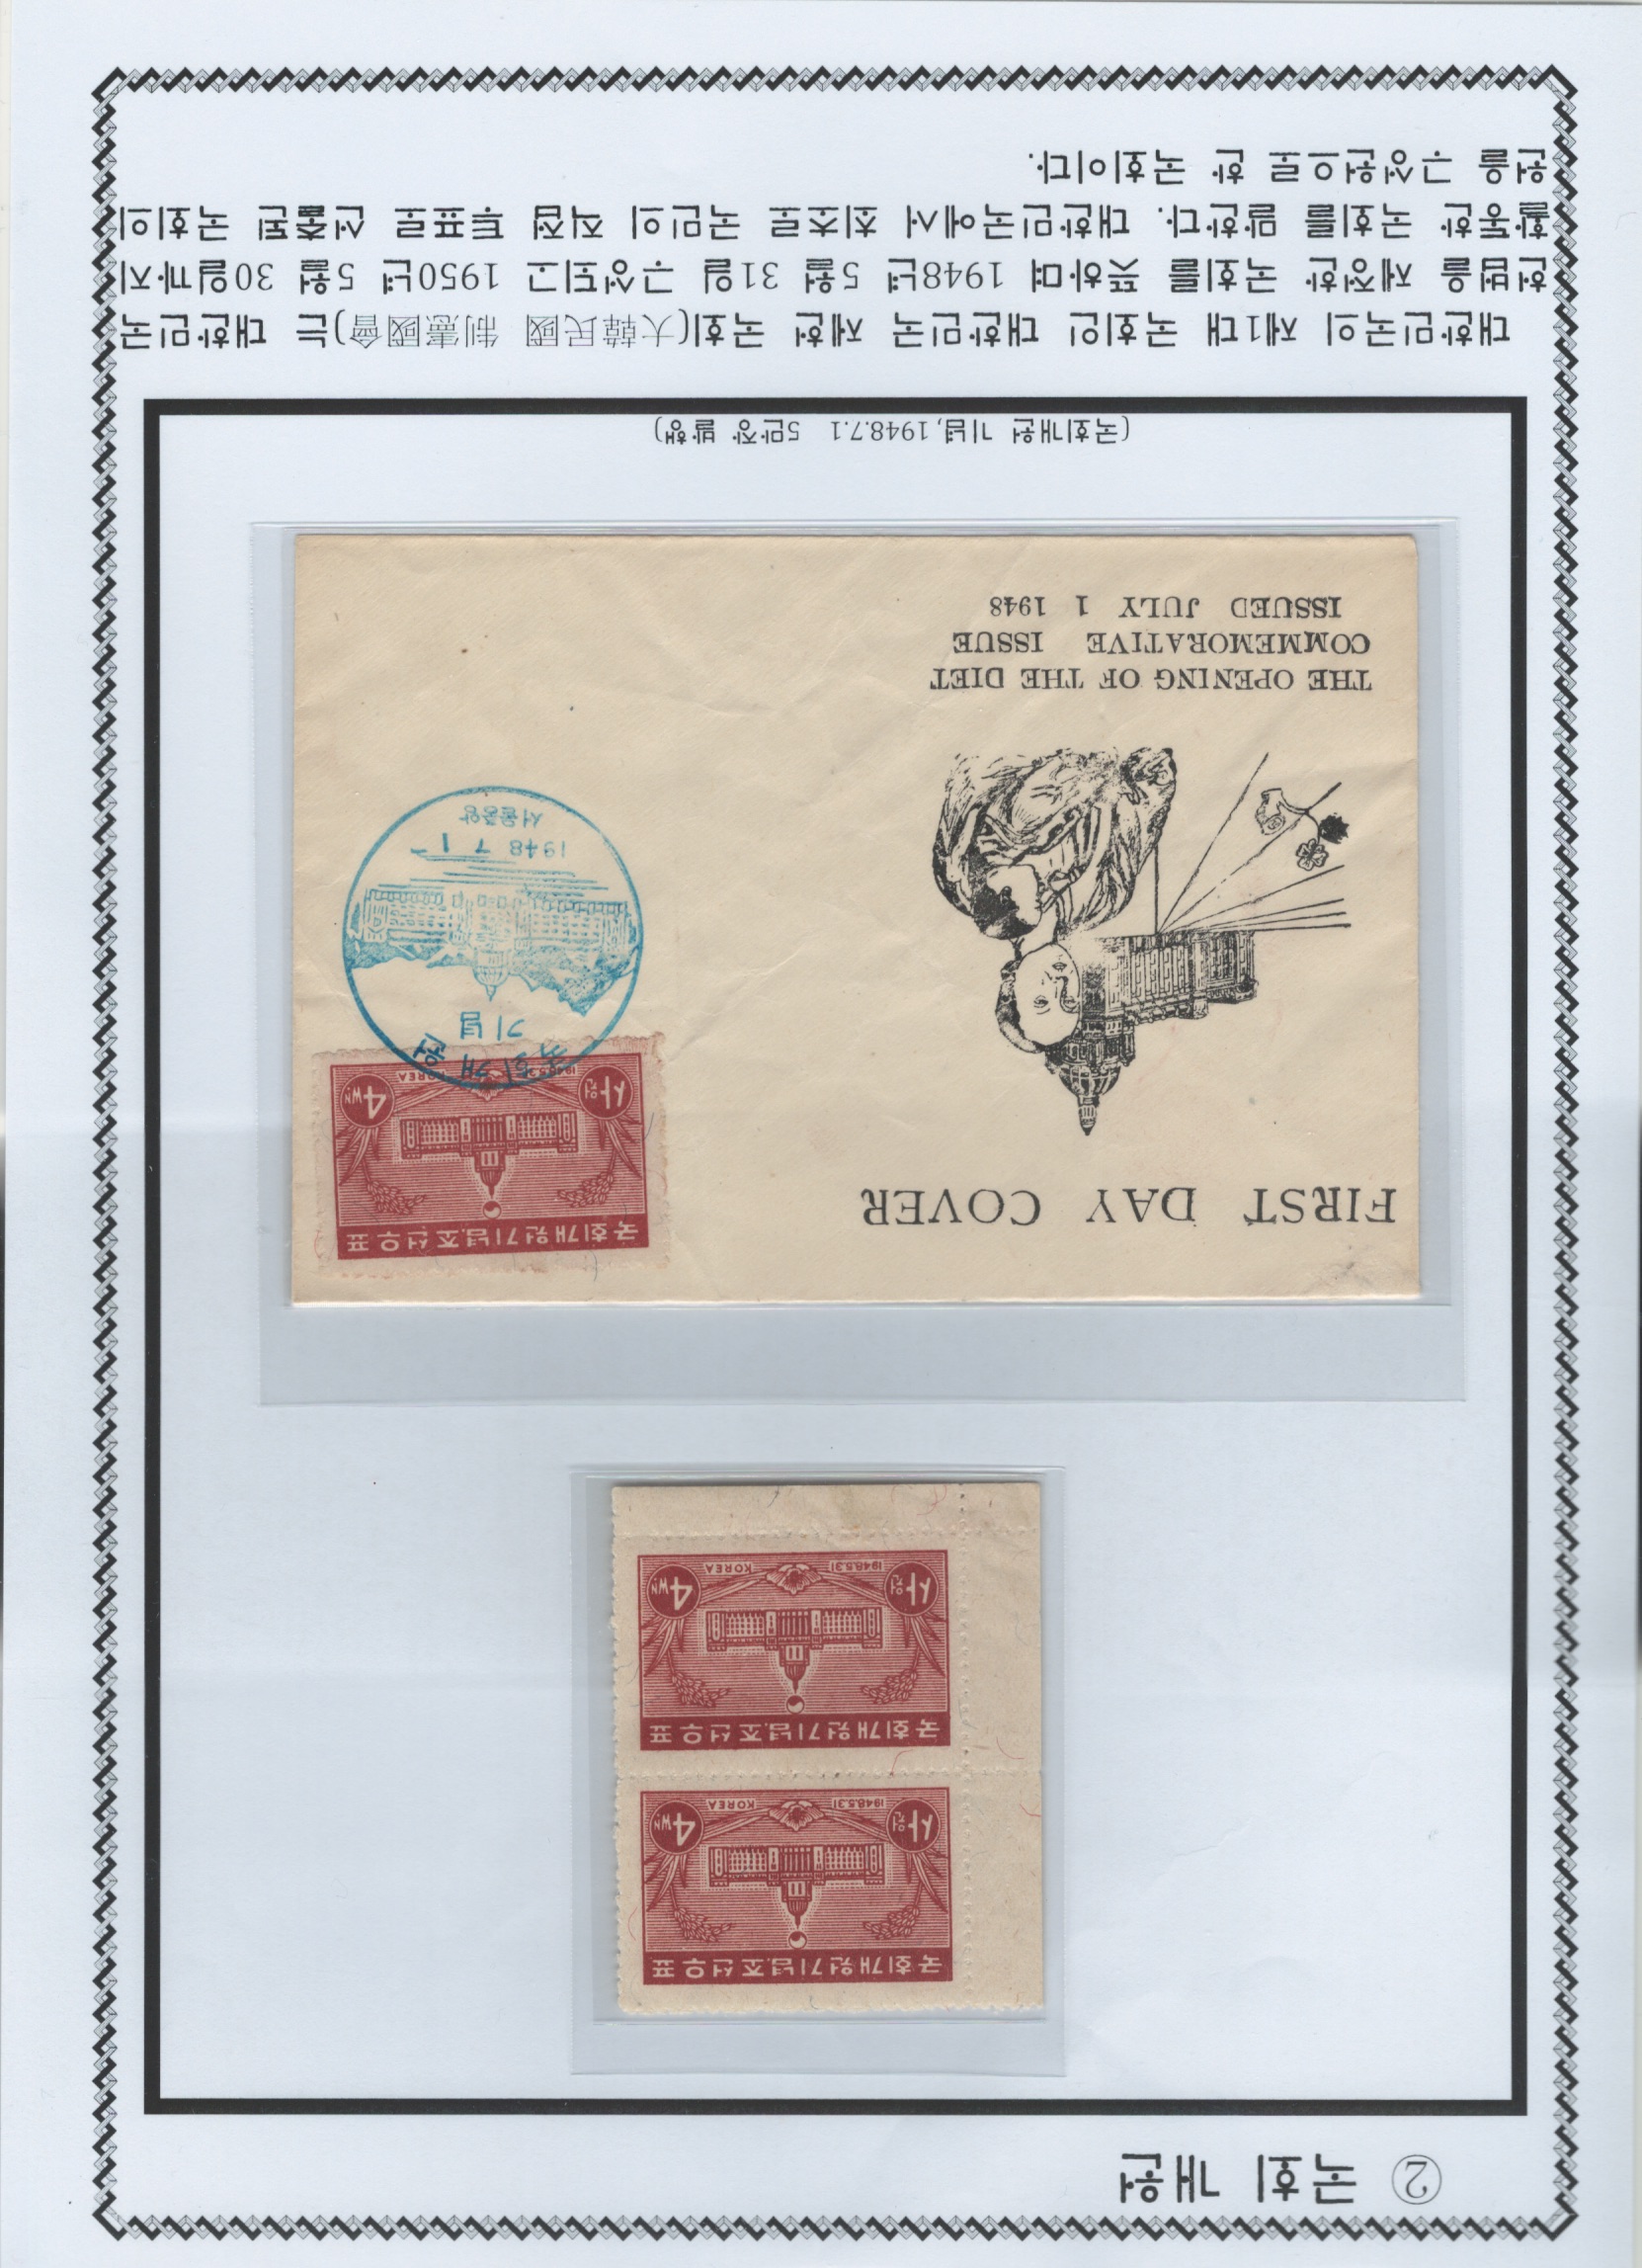 ② 국회 개원
국회개원기념.조선우표
사원
4WN
1948.5.31
KOREA
국회개원기념.조선우표
사원
4WN
1948.5.31
KOREA
FIRST DAY COVER
국회개원기념.조선우표
사원
4WN
KOREA
국회개원
기념
1948 7 1
서울중앙
THE OPENING OF THE DIET
COMMEMORATIVE ISSUE
ISSUED JULY 1 1948
(국회개원 기념, 1948.7.1 5만장 발행)
대한민국의 제1대 국회인 대한민국 제헌 국회(大韓民國 制憲國會)는 대한민국
헌법을 제정한 국회를 뜻하며 1948년 5월 31일 구성되고 1950년 5월 30일까지
활동한 국회를 말한다. 대한민국에서 최초로 국민의 직접 투표로 선출된 국회의
원을 구성원으로 한 국회이다.